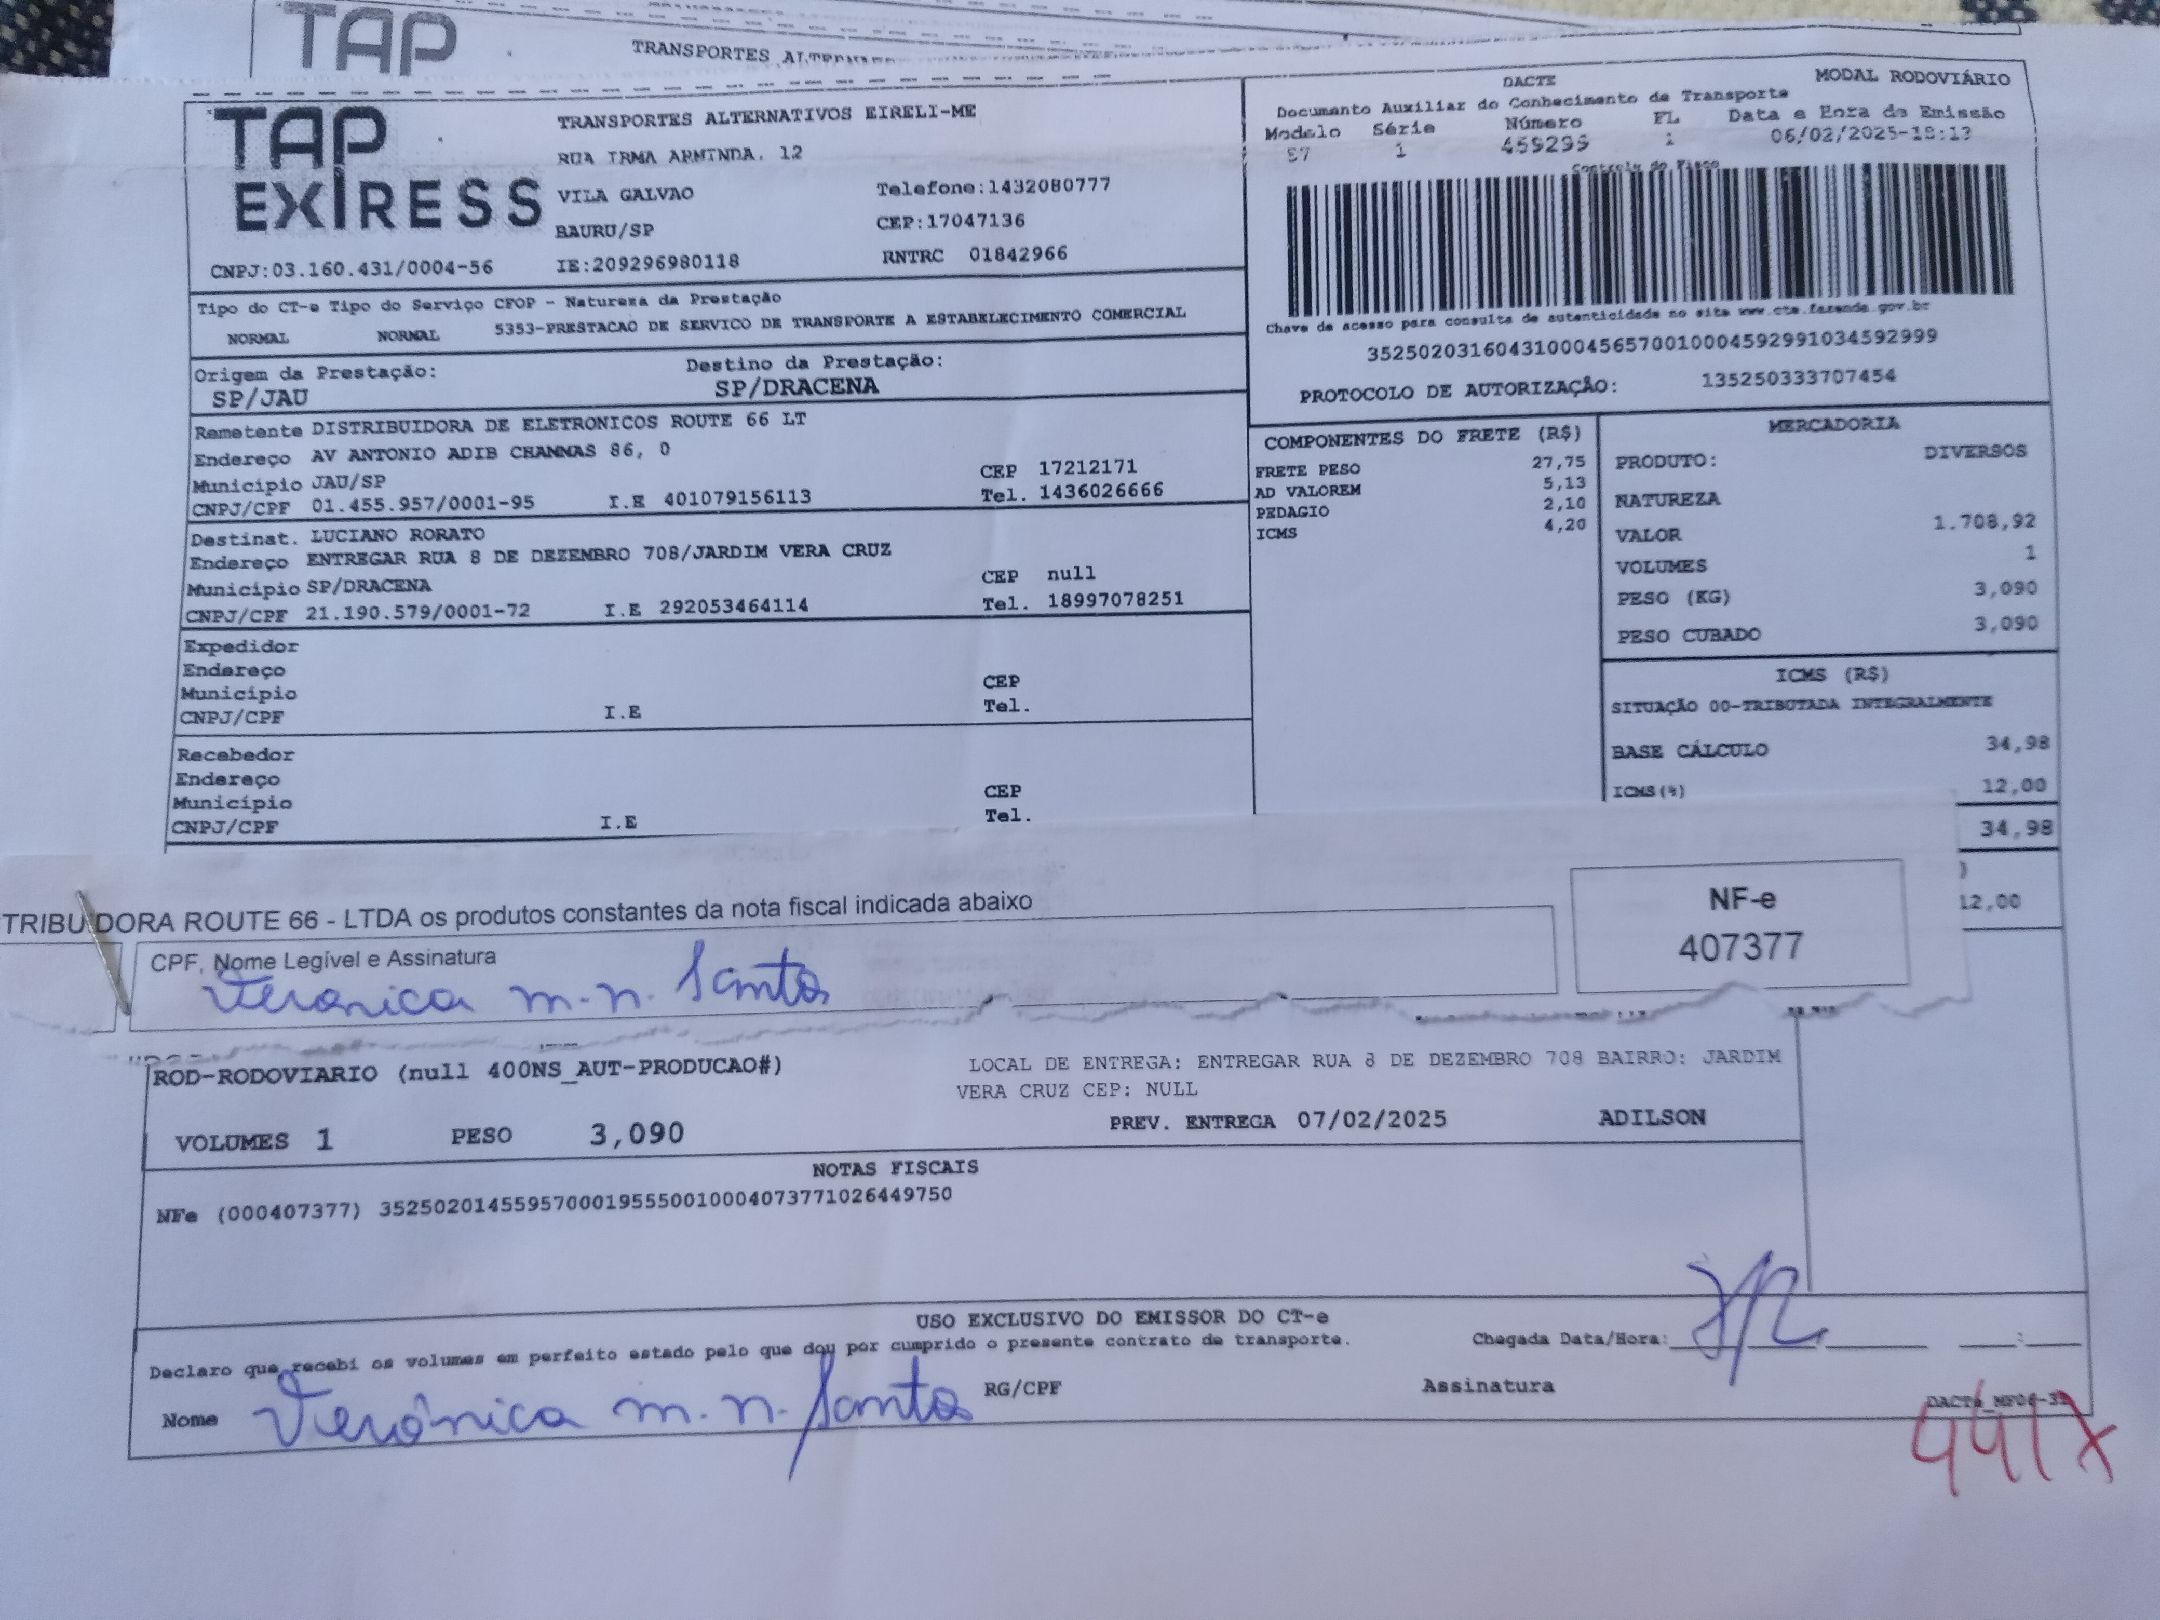 TAP
TRANSPORTES
TAP
EXIRESS
TRANSPORTES ALTERNATIVOS EIRELI-ME
RUA IRMA ARMINDA, 12
VILA GALVAO
Telefone:1432080777
BAURU/SP
CEP:17047136
CNPJ:03.160.431/0004-56
IE:209296980118
RNTRC 01842966
DACTE
MODAL RODOVIÁRIO
Documento Auxiliar do Conhecimento de Transporte
Modelo Série Número FL Data e Hora da Emissão
57 1 459299 1 06/02/2025-18:13
Controle do Fisco
Chave de acesso para consulta de autenticidade no site www.cte.fazenda.gov.br
35250203160431000456570010004592991034592999
PROTOCOLO DE AUTORIZAÇÃO: 135250333707454
Tipo do CT-e Tipo do Serviço CFOP - Natureza da Prestação
NORMAL NORMAL 5353-PRESTACAO DE SERVICO DE TRANSPORTE A ESTABELECIMENTO COMERCIAL
Origem da Prestação: Destino da Prestação:
SP/JAU SP/DRACENA
Remetente DISTRIBUIDORA DE ELETRONICOS ROUTE 66 LT
Endereço AV ANTONIO ADIB CHAMMAS 86, 0
Município JAU/SP CEP 17212171
CNPJ/CPF 01.455.957/0001-95 I.E 401079156113 Tel. 1436026666
Destinat. LUCIANO RORATO
Endereço ENTREGAR RUA 8 DE DEZEMBRO 708/JARDIM VERA CRUZ
Município SP/DRACENA CEP null
CNPJ/CPF 21.190.579/0001-72 I.E 292053464114 Tel. 18997078251
Expedidor
Endereço
Município CEP
CNPJ/CPF I.E Tel.
Recebedor
Endereço
Município CEP
CNPJ/CPF I.E Tel.
COMPONENTES DO FRETE (R$)
FRETE PESO 27,75
AD VALOREM 5,13
PEDAGIO 2,10
ICMS 4,20
MERCADORIA
PRODUTO: DIVERSOS
NATUREZA
VALOR 1.708,92
VOLUMES 1
PESO (KG) 3,090
PESO CUBADO 3,090
ICMS (R$)
SITUAÇÃO 00-TRIBUTADA INTEGRALMENTE
BASE CÁLCULO 34,98
ICMS(%) 12,00
34,98
)
12,00
TRIBUIDORA ROUTE 66 - LTDA os produtos constantes da nota fiscal indicada abaixo
CPF, Nome Legível e Assinatura
Veronica m.n. Santos
NF-e
407377
ROD-RODOVIARIO (null 400NS_AUT-PRODUCAO#)
LOCAL DE ENTREGA: ENTREGAR RUA 8 DE DEZEMBRO 708 BAIRRO: JARDIM
VERA CRUZ CEP: NULL
VOLUMES 1 PESO 3,090 PREV. ENTREGA 07/02/2025 ADILSON
NOTAS FISCAIS
NFe (000407377) 35250201455957000195550010004073771026449750
USO EXCLUSIVO DO EMISSOR DO CT-e
Declaro que recebi os volumes em perfeito estado pelo que dou por cumprido o presente contrato de transporte.
Chegada Data/Hora:
Nome Verônica m.n. Santos RG/CPF Assinatura